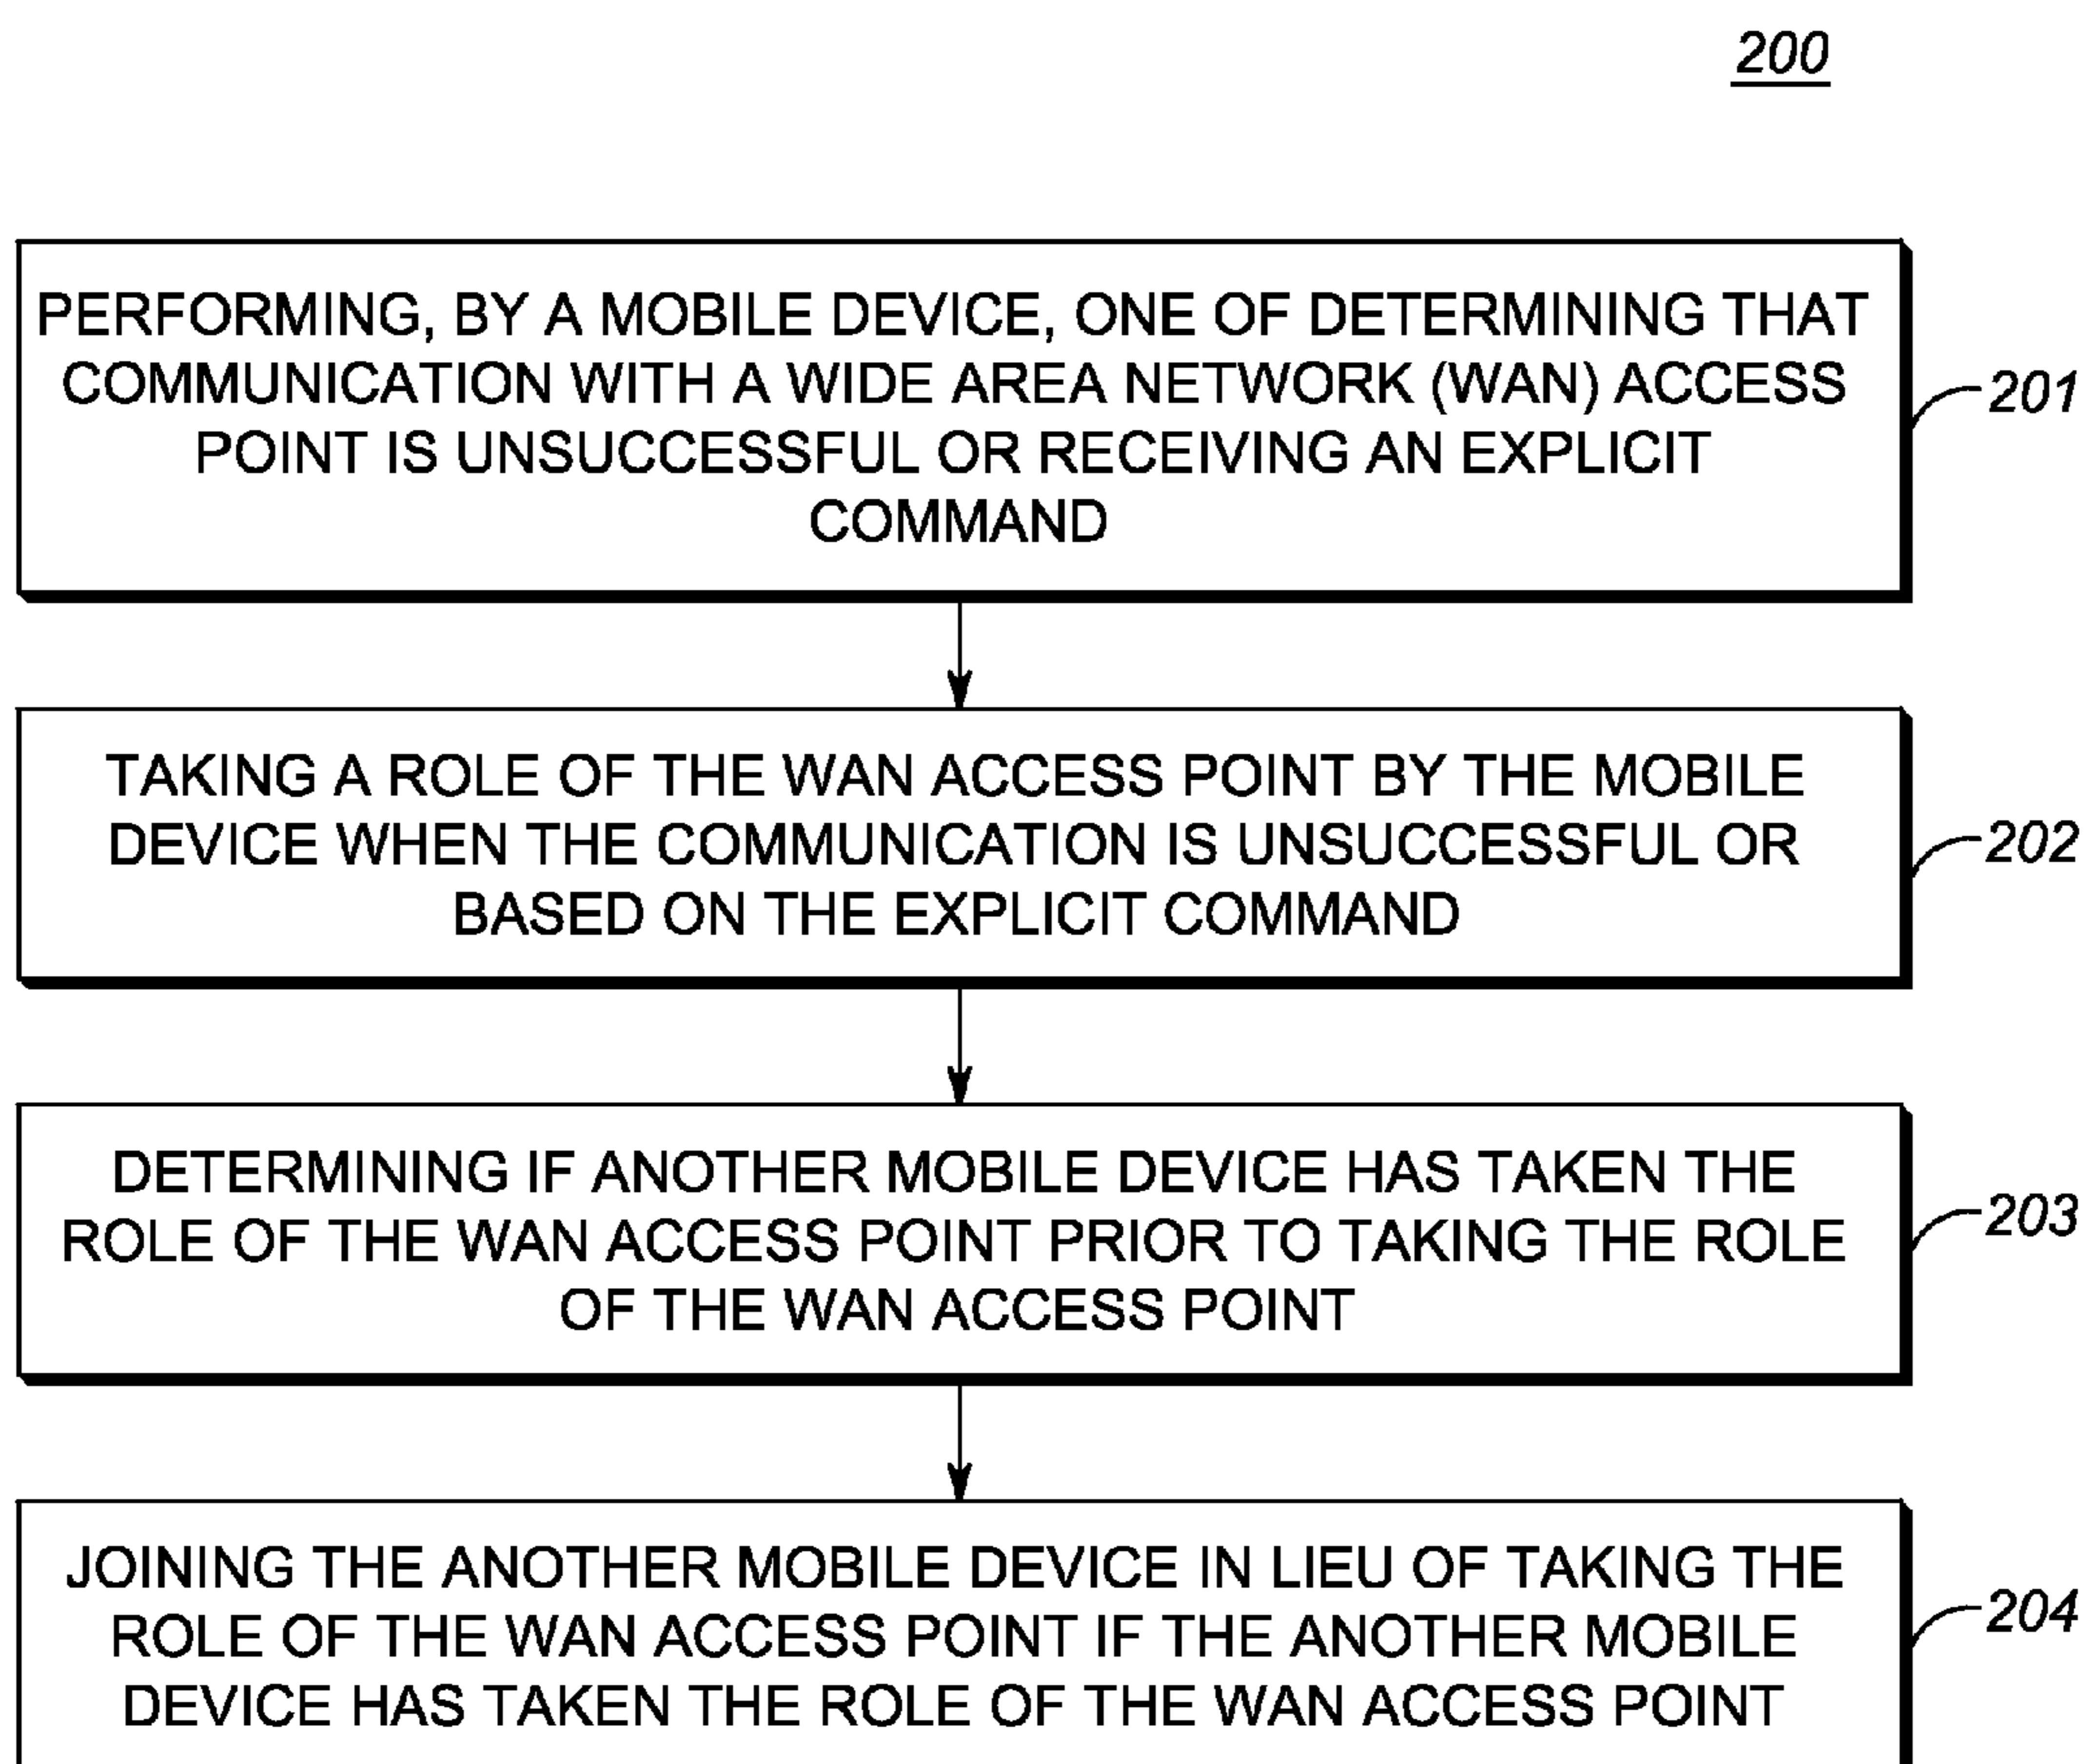 200
PERFORMING, BY A MOBILE DEVICE, ONE OF DETERMINING THAT
COMMUNICATION WITH A WIDE AREA NETWORK (WAN) ACCESS
POINT IS UNSUCCESSFUL OR RECEIVING AN EXPLICIT
COMMAND
201
TAKING A ROLE OF THE WAN ACCESS POINT BY THE MOBILE
DEVICE WHEN THE COMMUNICATION IS UNSUCCESSFUL OR
BASED ON THE EXPLICIT COMMAND
202
DETERMINING IF ANOTHER MOBILE DEVICE HAS TAKEN THE
ROLE OF THE WAN ACCESS POINT PRIOR TO TAKING THE ROLE
OF THE WAN ACCESS POINT
203
JOINING THE ANOTHER MOBILE DEVICE IN LIEU OF TAKING THE
ROLE OF THE WAN ACCESS POINT IF THE ANOTHER MOBILE
DEVICE HAS TAKEN THE ROLE OF THE WAN ACCESS POINT
204